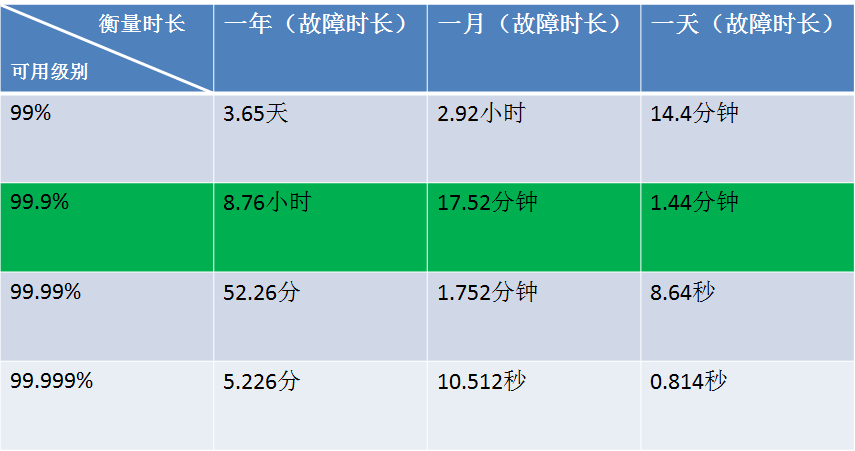 衡量时长
可用级别
一年（故障时长）
一月（故障时长）
一天（故障时长）
99%
3.65天
2.92小时
14.4分钟
99.9%
8.76小时
17.52分钟
1.44分钟
99.99%
52.26分
1.752分钟
8.64秒
99.999%
5.226分
10.512秒
0.814秒